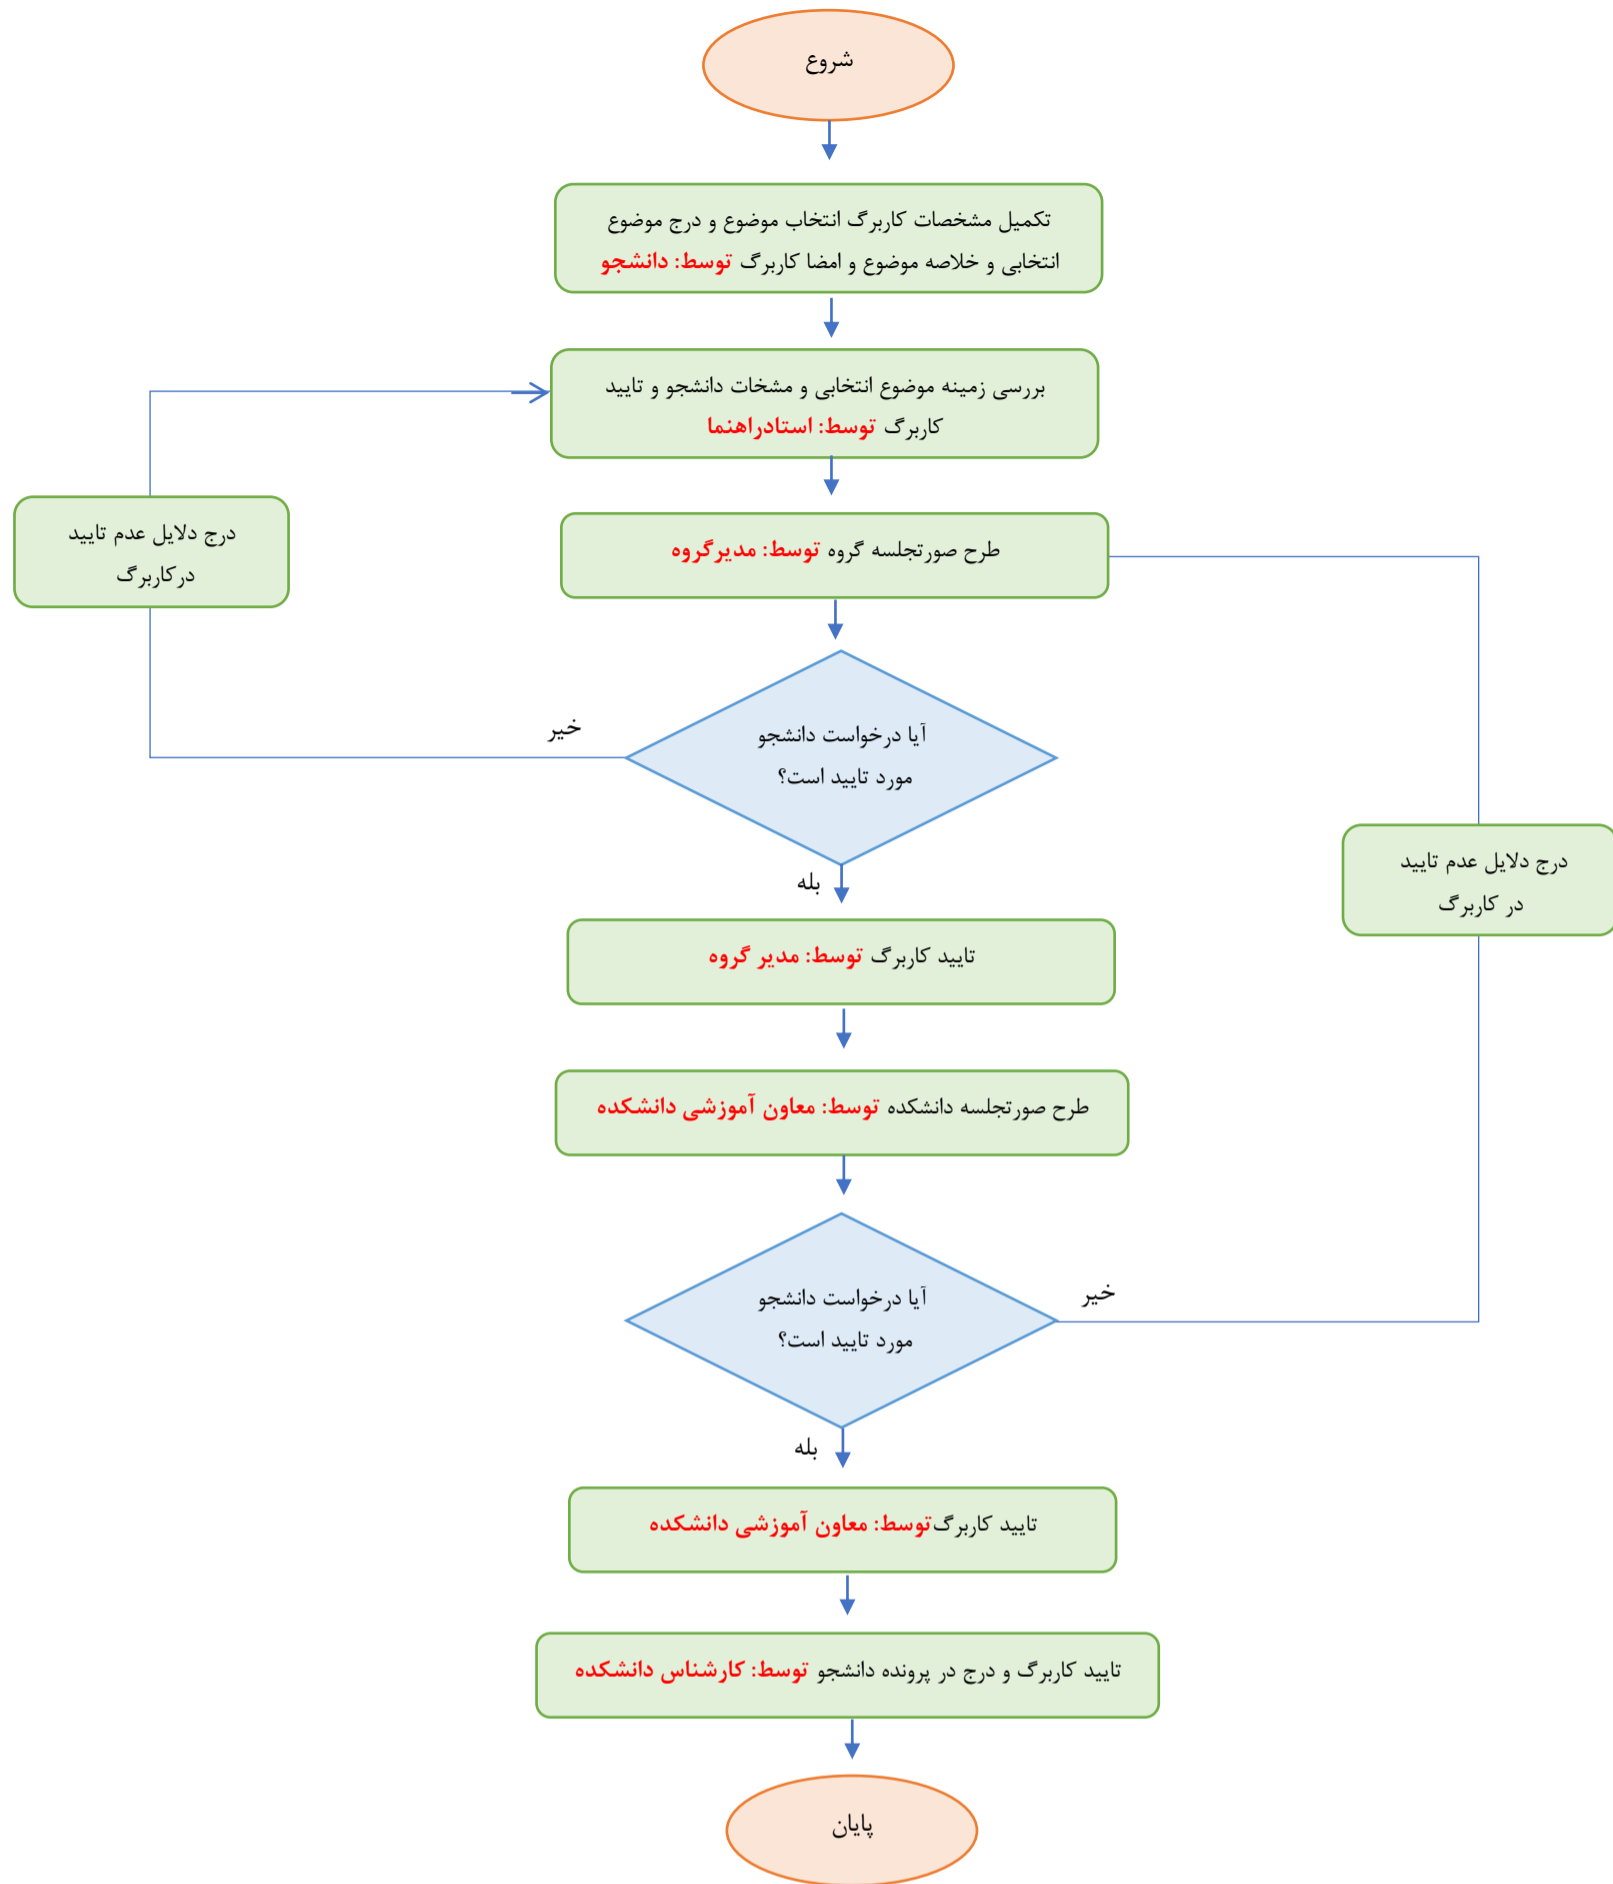 شروع
تکمیل مشخصات کاربرگ انتخاب موضوع و درج موضوع
انتخابی و خلاصه موضوع و امضا کاربرگ توسط: دانشجو
بررسی زمینه موضوع انتخابی و مشخات دانشجو و تایید
کاربرگ توسط: استادراهنما
درج دلایل عدم تایید
درکاربرگ
طرح صورتجلسه گروه توسط: مدیرگروه
خیر
آیا درخواست دانشجو
مورد تایید است؟
بله
درج دلایل عدم تایید
در کاربرگ
تایید کاربرگ توسط: مدیر گروه
طرح صورتجلسه دانشکده توسط: معاون آموزشی دانشکده
آیا درخواست دانشجو
مورد تایید است؟
خیر
بله
تایید کاربرگتوسط: معاون آموزشی دانشکده
تایید کاربرگ و درج در پرونده دانشجو توسط: کارشناس دانشکده
پایان